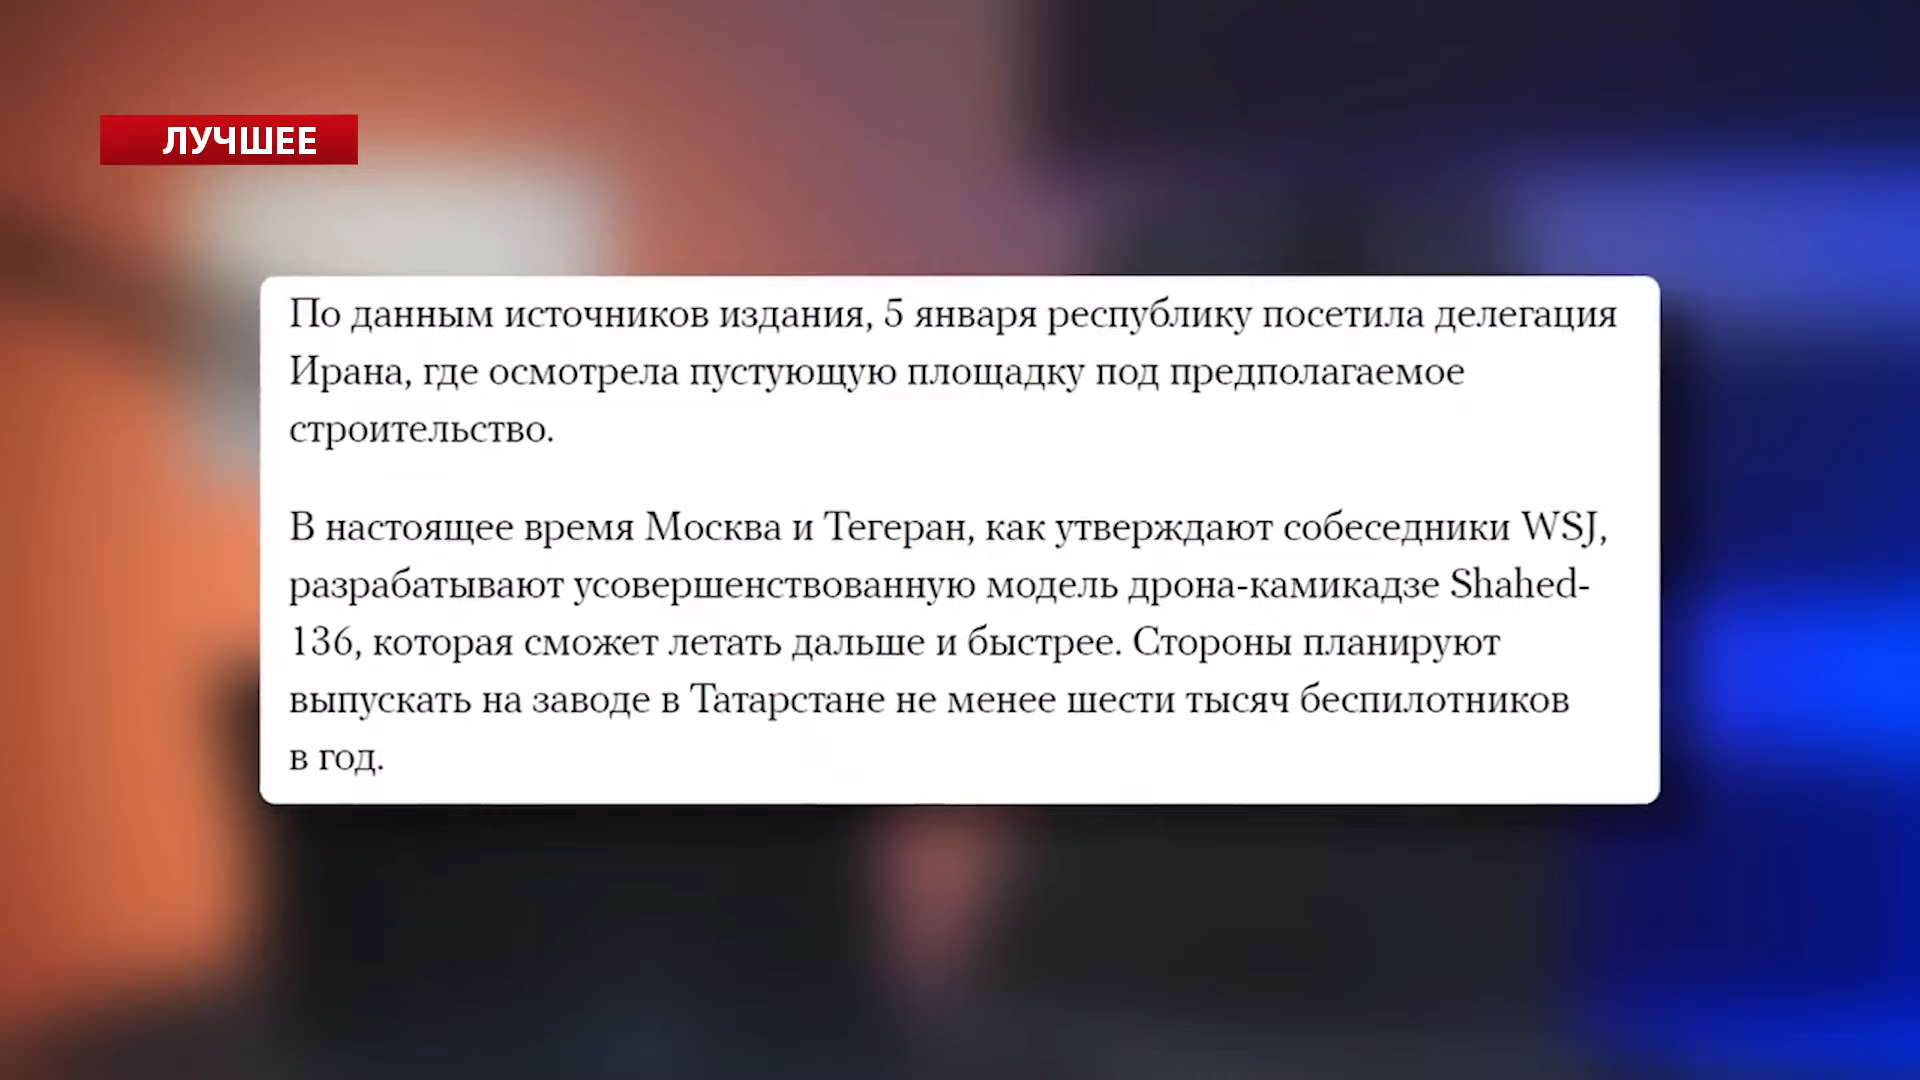 ЛУЧШЕЕ
По данным источников издания, 5 января республику посетила делегация
Ирана, где осмотрела пустующую площадку под предполагаемое
строительство.
В настоящее время Москва и Тегеран, как утверждают собеседники WSJ,
разрабатывают усовершенствованную модель дрона-камикадзе Shahed-
136, которая сможет летать дальше и быстрее. Стороны планируют
выпускать на заводе в Татарстане не менее шести тысяч беспилотников
в год.